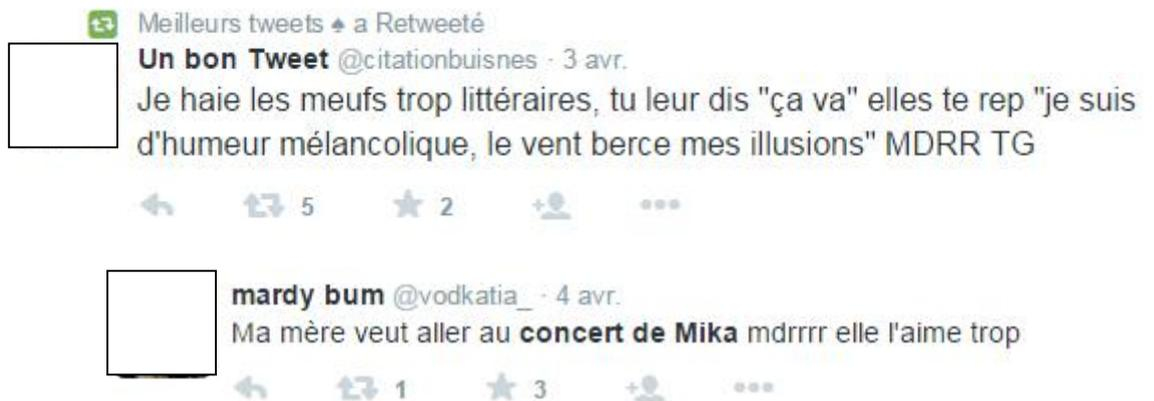 Meilleurs tweets ♠ a Retweeté
Un bon Tweet @citationbuisnes · 3 avr.
Je haie les meufs trop littéraires, tu leur dis "ça va" elles te rep "je suis
d'humeur mélancolique, le vent berce mes illusions" MDRR TG
5 2
mardy bum @vodkatia_ · 4 avr.
Ma mère veut aller au concert de Mika mdrrrr elle l'aime trop
1 3